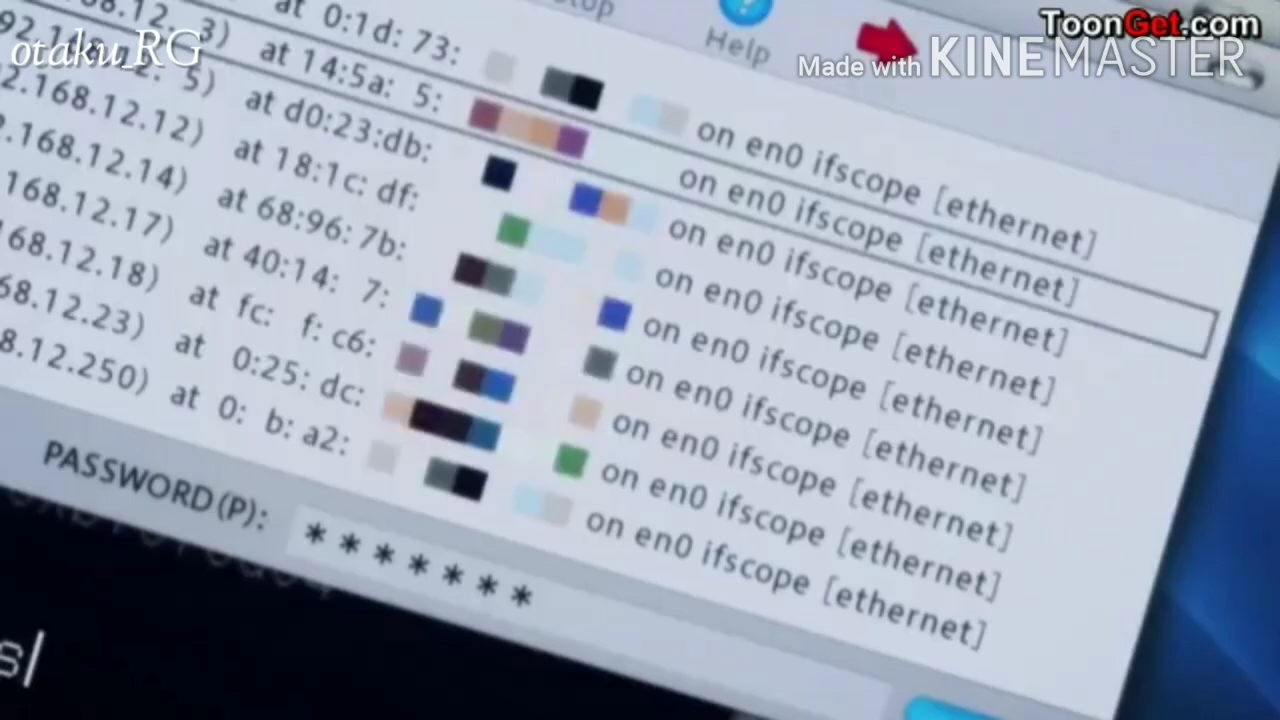 ToonGet.com
Made with KINEMASTER
otaku_RG
Help
at 0:1d: 73: on en0 ifscope [ethernet]
3) at 14:5a: 5: on en0 ifscope [ethernet]
5) at d0:23:db: on en0 ifscope [ethernet]
2.168.12.12) at 18:1c: df: on en0 ifscope [ethernet]
.168.12.14) at 68:96: 7b: on en0 ifscope [ethernet]
168.12.17) at 40:14: 7: on en0 ifscope [ethernet]
68.12.18) at fc: f: c6: on en0 ifscope [ethernet]
68.12.23) at 0:25: dc: on en0 ifscope [ethernet]
8.12.250) at 0: b: a2: on en0 ifscope [ethernet]
PASSWORD(P): * * * * * * *
s|